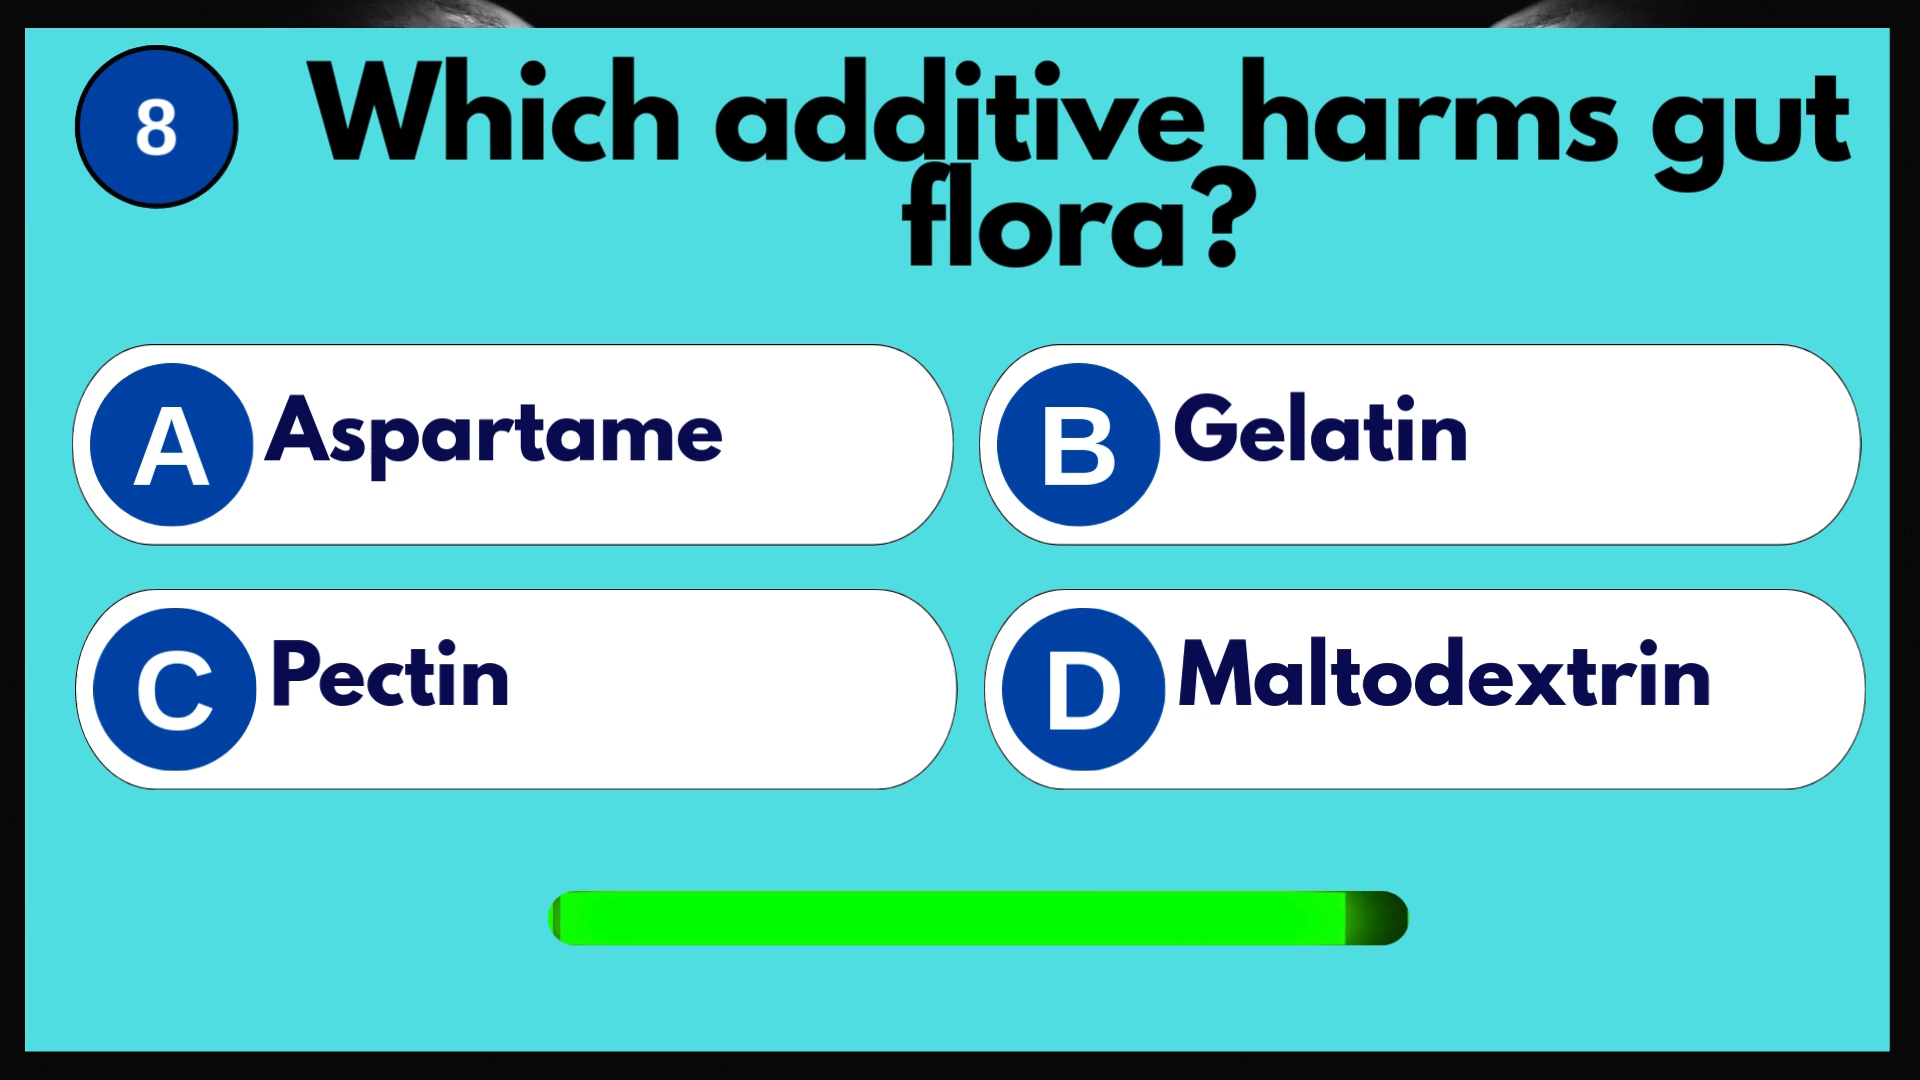 8
Which additive harms gut
flora?
A Aspartame
B Gelatin
C Pectin
D Maltodextrin